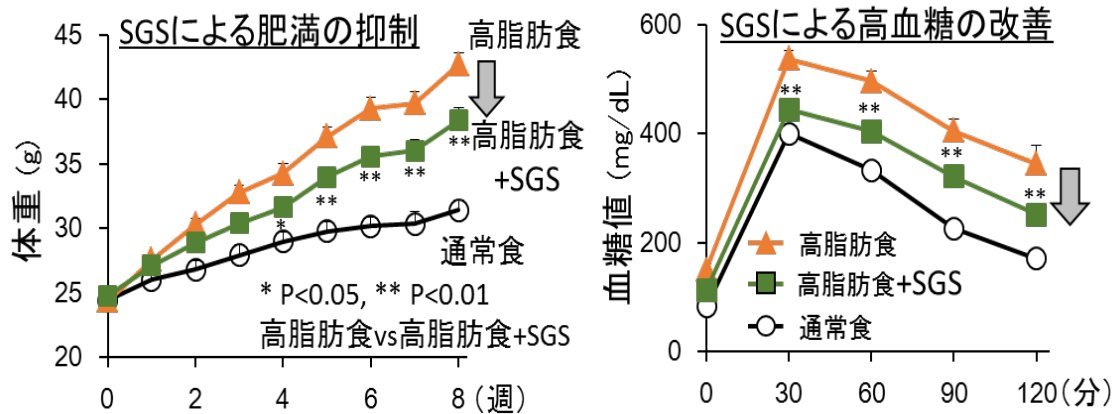 SGSによる肥満の抑制
45
40
35
30
25
20
体重（g）
0
2
4
6
8（週）
高脂肪食
高脂肪食
+SGS
通常食
*
**
**
**
**
* P<0.05, ** P<0.01
高脂肪食vs高脂肪食+SGS
SGSによる高血糖の改善
600
400
200
0
血糖値（mg/dL）
0
30
60
90
120（分）
**
**
**
**
高脂肪食
高脂肪食+SGS
通常食